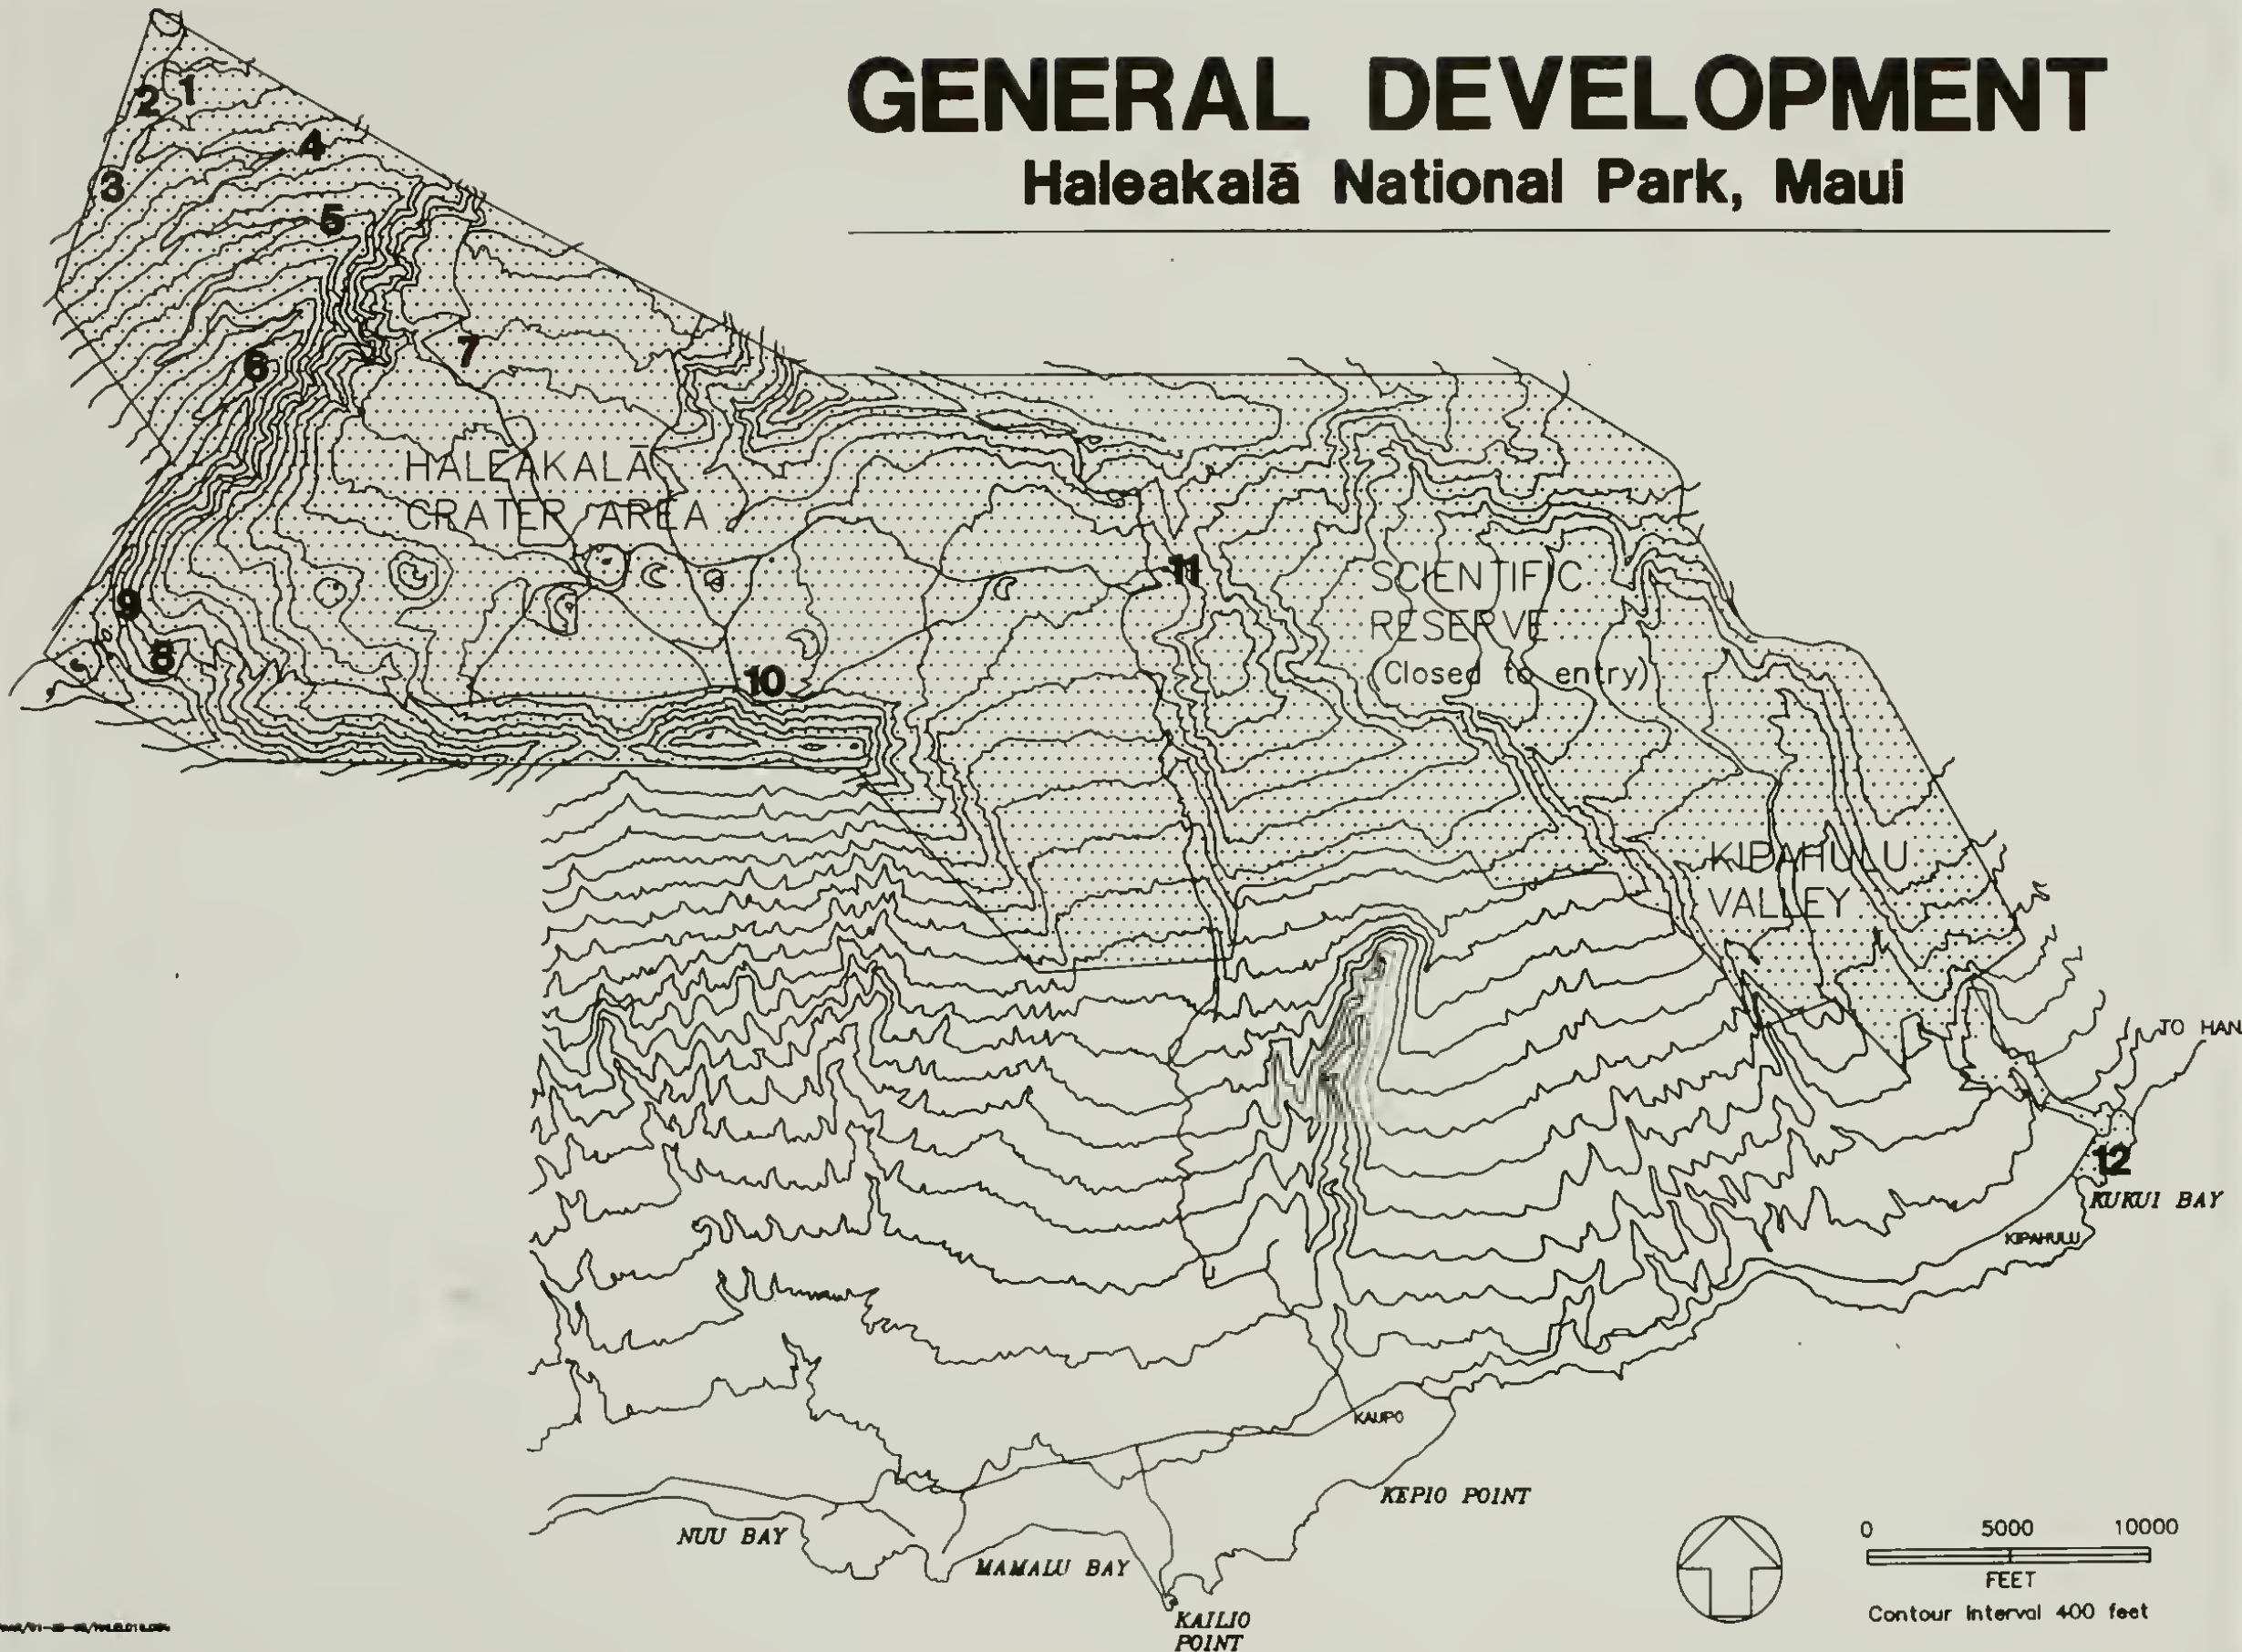 GENERAL DEVELOPMENT
Haleakalā National Park, Maui
1
2
4
3
5
7
6
HALEAKALĀ
CRATER AREA
11
SCIENTIFIC
RESERVE
(Closed to entry)
9
8
10
KIPAHULU
VALLEY
TO HAN
12
KUKUI BAY
KIPAHULU
KAUPO
KEPIO POINT
NUU BAY
MAMALU BAY
KAILIO
POINT
0 5000 10000
FEET
Contour Interval 400 feet